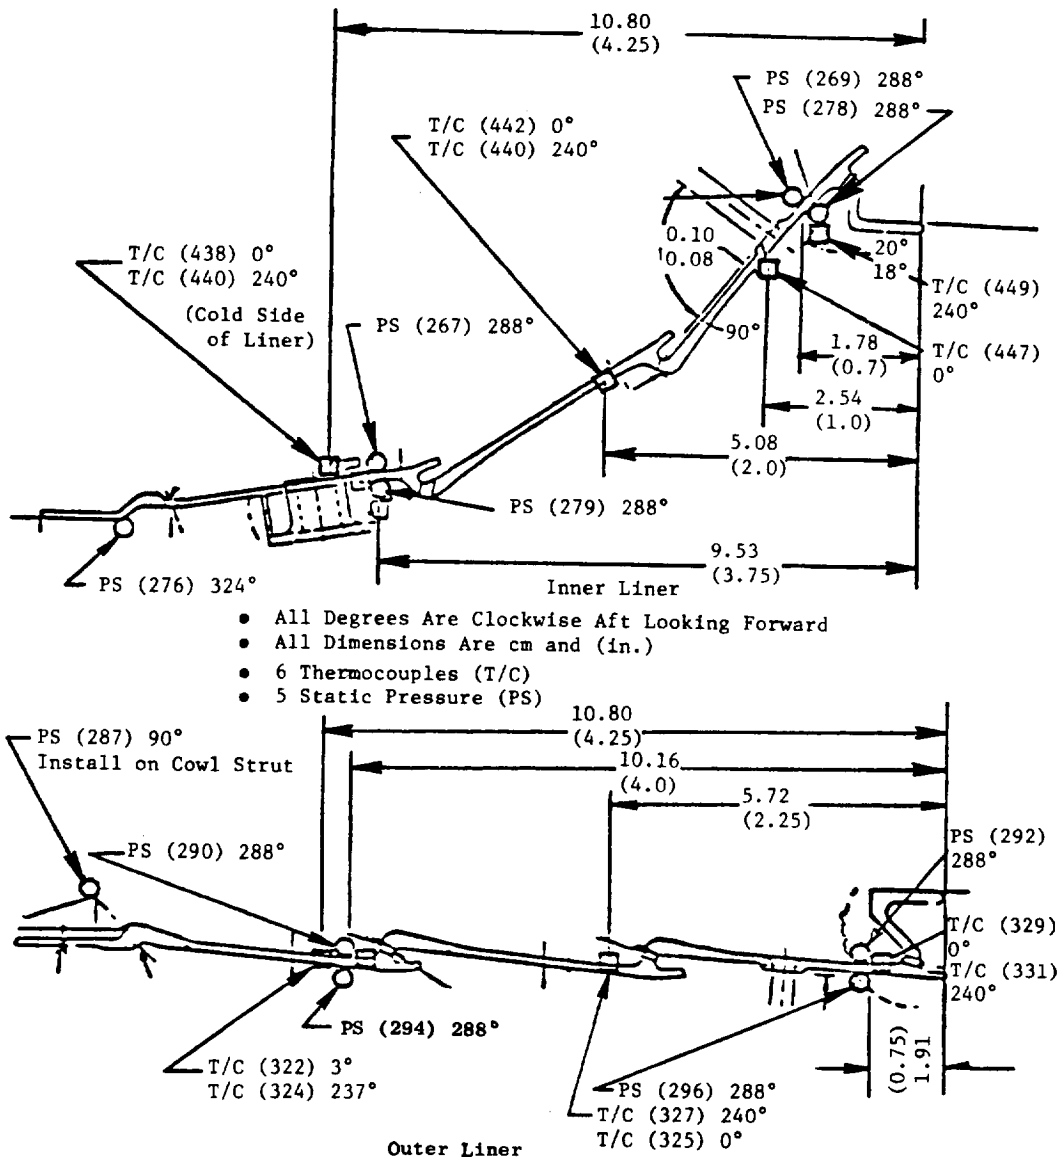 10.80
(4.25)
PS (269) 288°
PS (278) 288°
T/C (442) 0°
T/C (440) 240°
0.10
0.08
20°
18°
T/C (438) 0°
T/C (440) 240°
(Cold Side
of Liner)
T/C (449)
240°
PS (267) 288°
90°
1.78
(0.7)
T/C (447)
0°
2.54
(1.0)
5.08
(2.0)
PS (279) 288°
9.53
(3.75)
PS (276) 324°
Inner Liner
• All Degrees Are Clockwise Aft Looking Forward
• All Dimensions Are cm and (in.)
• 6 Thermocouples (T/C)
• 5 Static Pressure (PS)
10.80
(4.25)
PS (287) 90°
Install on Cowl Strut
10.16
(4.0)
5.72
(2.25)
PS (292)
288°
PS (290) 288°
T/C (329)
0°
T/C (331)
240°
PS (294) 288°
(0.75)
1.91
T/C (322) 3°
T/C (324) 237°
PS (296) 288°
T/C (327) 240°
T/C (325) 0°
Outer Liner